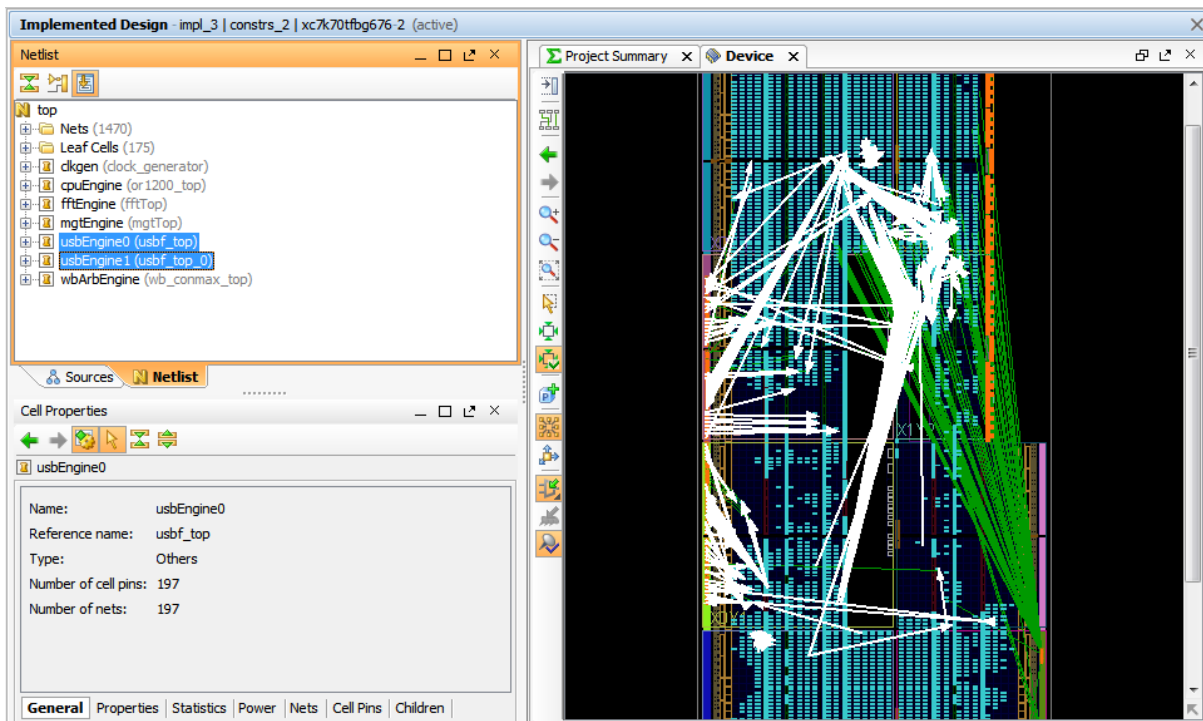 Implemented Design - impl_3 | constrs_2 | xc7k70tfbg676-2 (active)
Netlist
top
Nets (1470)
Leaf Cells (175)
clkgen (clock_generator)
cpuEngine (or1200_top)
fftEngine (fftTop)
mgtEngine (mgtTop)
usbEngine0 (usbf_top)
usbEngine1 (usbf_top_0)
wbArbEngine (wb_conmax_top)
Sources Netlist
Cell Properties
usbEngine0
Name: usbEngine0
Reference name: usbf_top
Type: Others
Number of cell pins: 197
Number of nets: 197
General Properties Statistics Power Nets Cell Pins Children
Project Summary Device